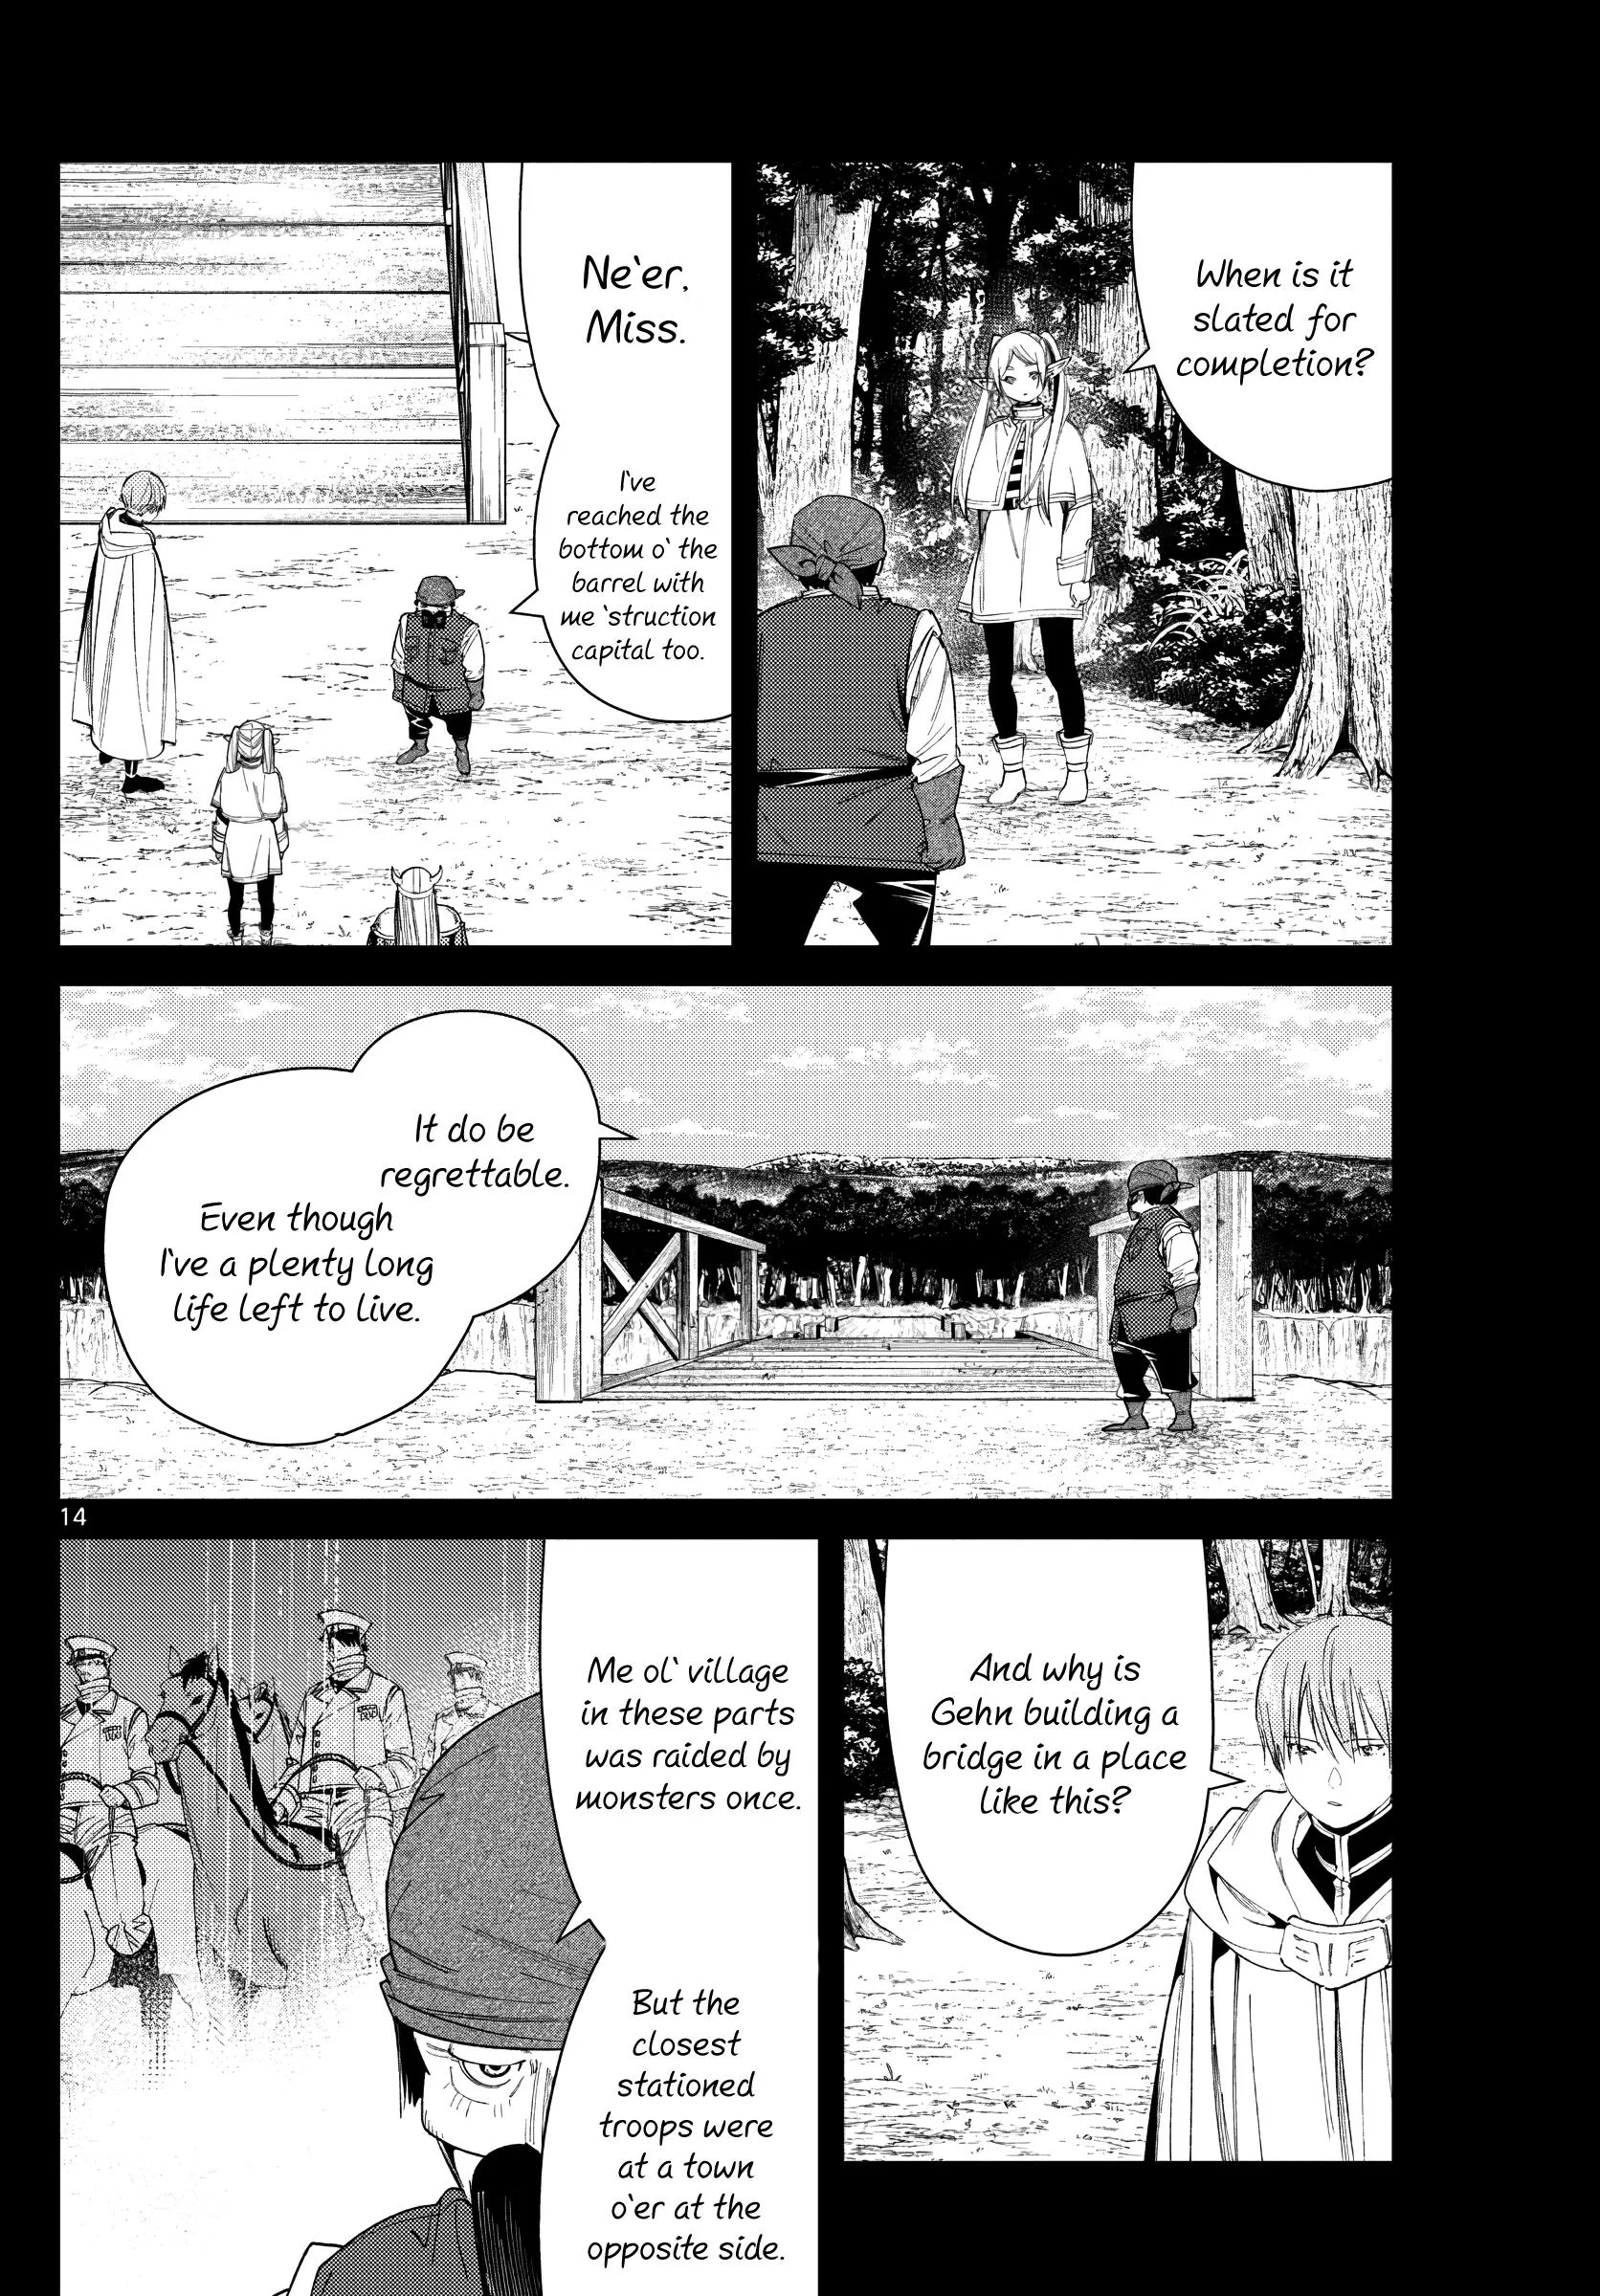 When is it
slated for
completion?
Ne'er,
Miss.
I've
reached the
bottom o' the
barrel with
me 'struction
capital too.
It do be
regrettable.
Even though
I've a plenty long
life left to live.
14
And why is
Gehn building a
bridge in a place
like this?
Me ol' village
in these parts
was raided by
monsters once.
But the
closest
stationed
troops were
at a town
o'er at the
opposite side.